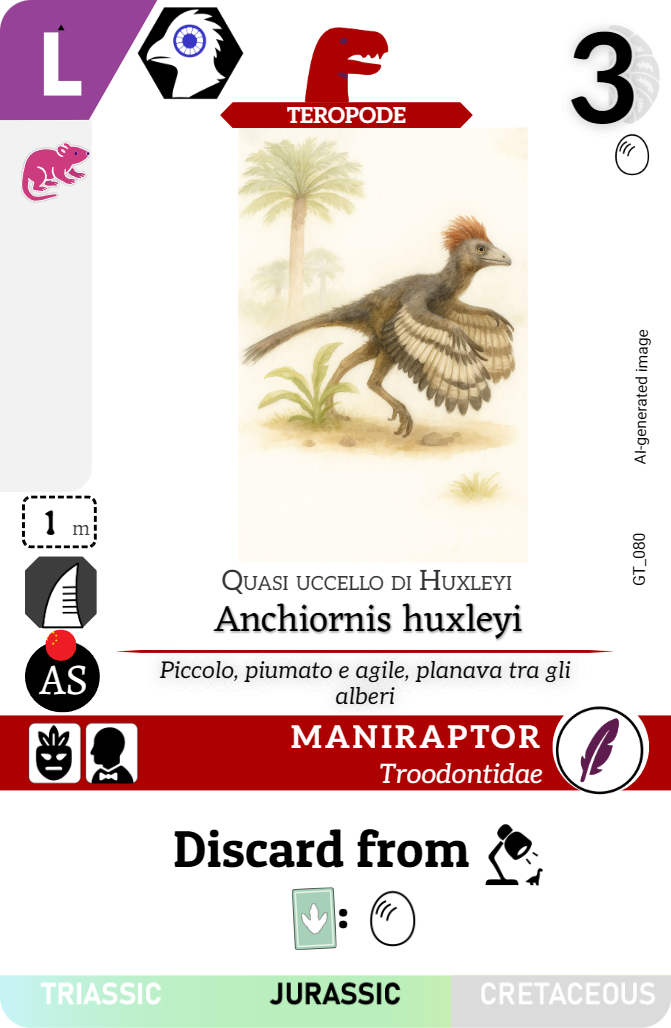 L
TEROPODE
3
AI-generated image
1 m
GT_080
QUASI UCCELLO DI HUXLEYI
Anchiornis huxleyi
AS
Piccolo, piumato e agile, planava tra gli
alberi
MANIRAPTOR
Troodontidae
Discard from
:
TRIASSIC JURASSIC CRETACEOUS